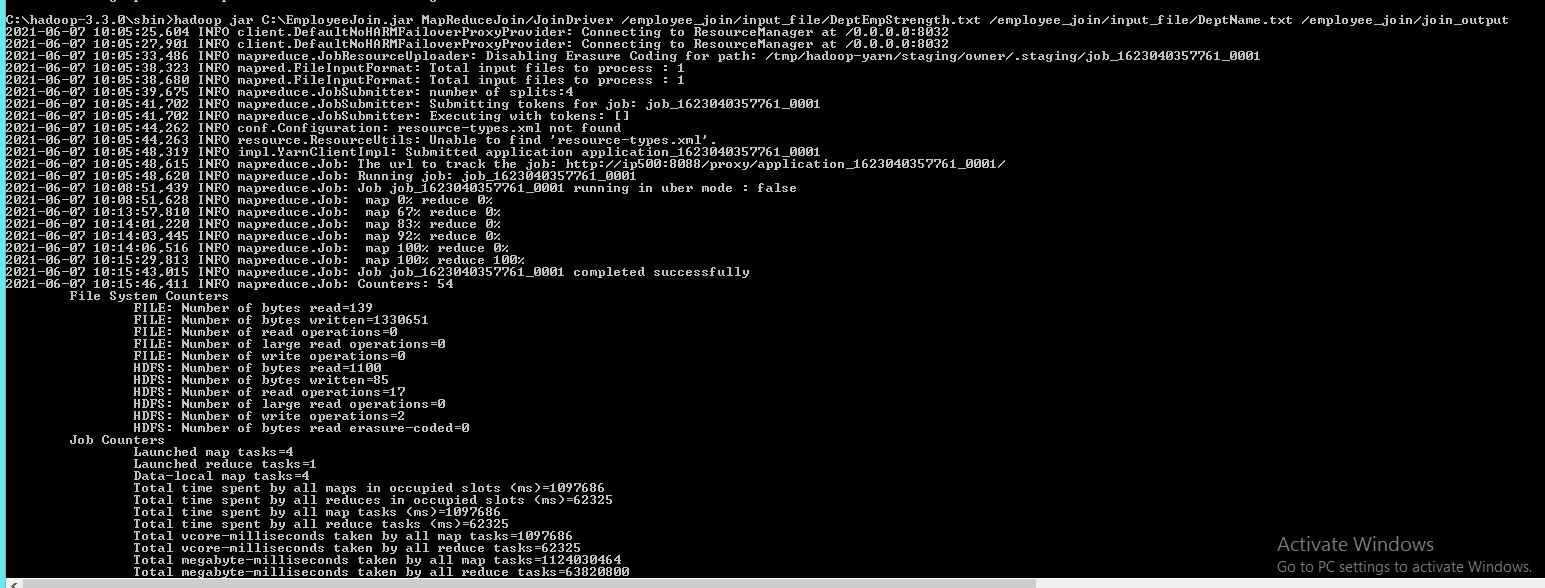 C:\hadoop-3.3.0\sbin>hadoop jar C:\EmployeeJoin.jar MapReduceJoin/JoinDriver /employee_join/input_file/DeptEmpStrength.txt /employee_join/input_file/DeptName.txt /employee_join/join_output
2021-06-07 10:05:25,604 INFO client.DefaultNoHARMFailoverProxyProvider: Connecting to ResourceManager at /0.0.0.0:8032
2021-06-07 10:05:27,901 INFO client.DefaultNoHARMFailoverProxyProvider: Connecting to ResourceManager at /0.0.0.0:8032
2021-06-07 10:05:33,486 INFO mapreduce.JobResourceUploader: Disabling Erasure Coding for path: /tmp/hadoop-yarn/staging/owner/.staging/job_1623040357761_0001
2021-06-07 10:05:38,323 INFO mapred.FileInputFormat: Total input files to process : 1
2021-06-07 10:05:38,680 INFO mapred.FileInputFormat: Total input files to process : 1
2021-06-07 10:05:39,675 INFO mapreduce.JobSubmitter: number of splits:4
2021-06-07 10:05:41,702 INFO mapreduce.JobSubmitter: Submitting tokens for job: job_1623040357761_0001
2021-06-07 10:05:41,702 INFO mapreduce.JobSubmitter: Executing with tokens: []
2021-06-07 10:05:44,262 INFO conf.Configuration: resource-types.xml not found
2021-06-07 10:05:44,263 INFO resource.ResourceUtils: Unable to find 'resource-types.xml'.
2021-06-07 10:05:48,319 INFO impl.YarnClientImpl: Submitted application application_1623040357761_0001
2021-06-07 10:05:48,615 INFO mapreduce.Job: The url to track the job: http://ip500:8088/proxy/application_1623040357761_0001/
2021-06-07 10:05:48,620 INFO mapreduce.Job: Running job: job_1623040357761_0001
2021-06-07 10:08:51,439 INFO mapreduce.Job: Job job_1623040357761_0001 running in uber mode : false
2021-06-07 10:08:51,628 INFO mapreduce.Job:  map 0% reduce 0%
2021-06-07 10:13:57,810 INFO mapreduce.Job:  map 67% reduce 0%
2021-06-07 10:14:01,220 INFO mapreduce.Job:  map 83% reduce 0%
2021-06-07 10:14:03,445 INFO mapreduce.Job:  map 92% reduce 0%
2021-06-07 10:14:06,516 INFO mapreduce.Job:  map 100% reduce 0%
2021-06-07 10:15:29,813 INFO mapreduce.Job:  map 100% reduce 100%
2021-06-07 10:15:43,015 INFO mapreduce.Job: Job job_1623040357761_0001 completed successfully
2021-06-07 10:15:46,411 INFO mapreduce.Job: Counters: 54
File System Counters
FILE: Number of bytes read=139
FILE: Number of bytes written=1330651
FILE: Number of read operations=0
FILE: Number of large read operations=0
FILE: Number of write operations=0
HDFS: Number of bytes read=1100
HDFS: Number of bytes written=85
HDFS: Number of read operations=17
HDFS: Number of large read operations=0
HDFS: Number of write operations=2
HDFS: Number of bytes read erasure-coded=0
Job Counters
Launched map tasks=4
Launched reduce tasks=1
Data-local map tasks=4
Total time spent by all maps in occupied slots (ms)=1097686
Total time spent by all reduces in occupied slots (ms)=62325
Total time spent by all map tasks (ms)=1097686
Total time spent by all reduce tasks (ms)=62325
Total vcore-milliseconds taken by all map tasks=1097686
Total vcore-milliseconds taken by all reduce tasks=62325
Total megabyte-milliseconds taken by all map tasks=1124030464
Total megabyte-milliseconds taken by all reduce tasks=63820800
Activate Windows
Go to PC settings to activate Windows.